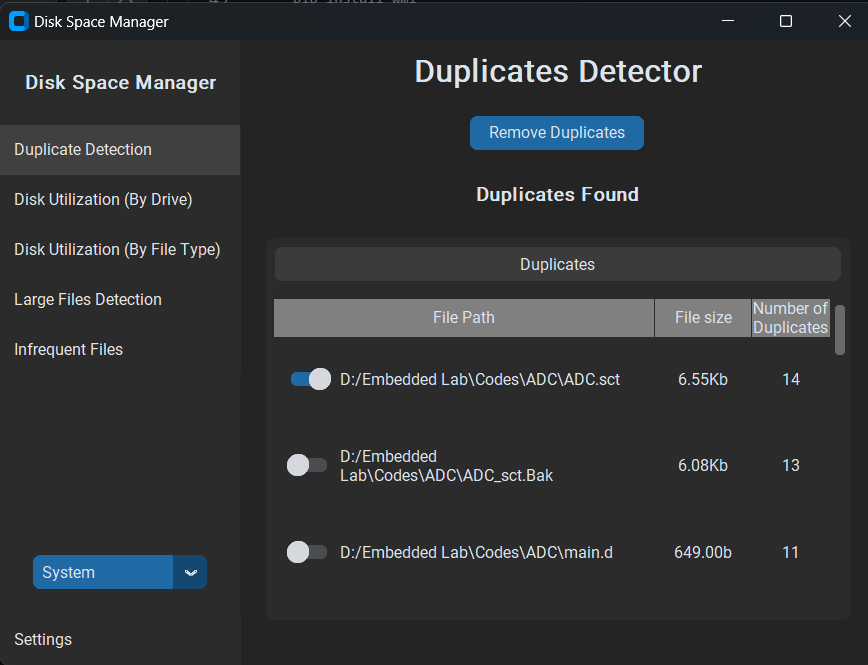 Disk Space Manager
Disk Space Manager
Duplicate Detection
Disk Utilization (By Drive)
Disk Utilization (By File Type)
Large Files Detection
Infrequent Files
System
Settings
Duplicates Detector
Remove Duplicates
Duplicates Found
Duplicates
File Path File size Number of
Duplicates
D:/Embedded Lab\Codes\ADC\ADC.sct 6.55Kb 14
D:/Embedded
Lab\Codes\ADC\ADC_sct.Bak 6.08Kb 13
D:/Embedded Lab\Codes\ADC\main.d 649.00b 11